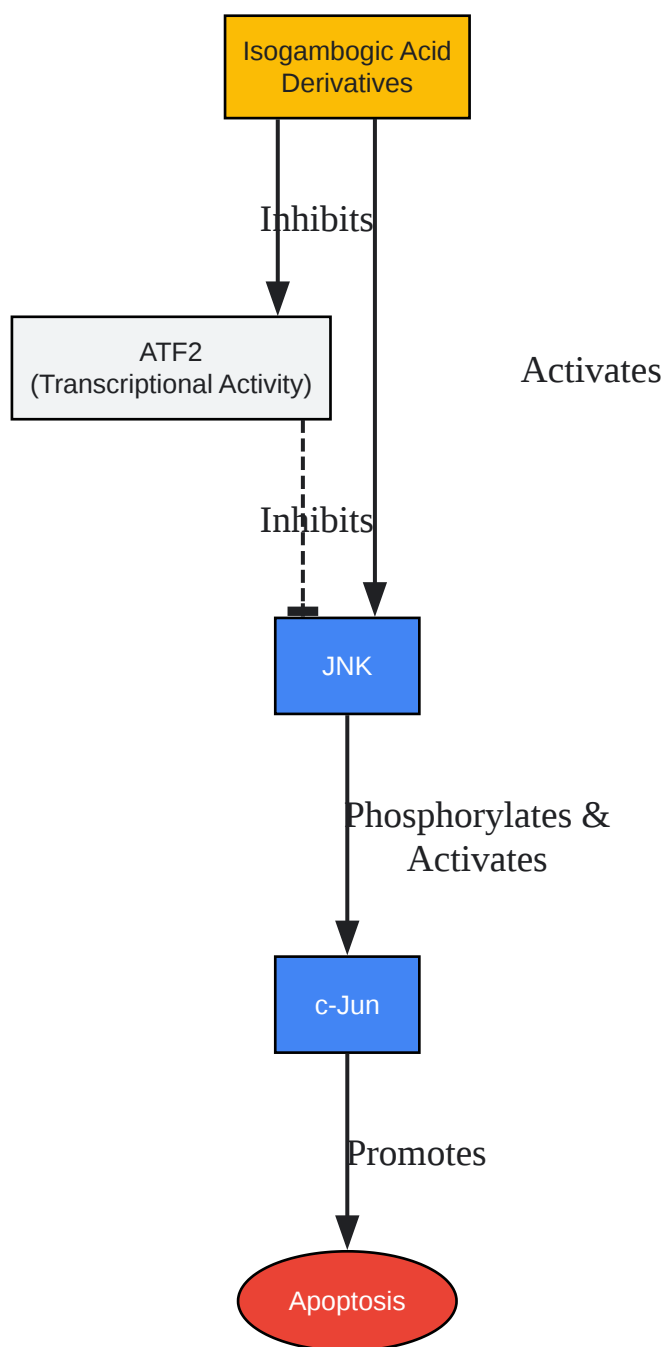 Isogambogic Acid
Derivatives
Inhibits
ATF2
(Transcriptional Activity)
Activates
Inhibits
JNK
Phosphorylates &
Activates
c-Jun
Promotes
Apoptosis